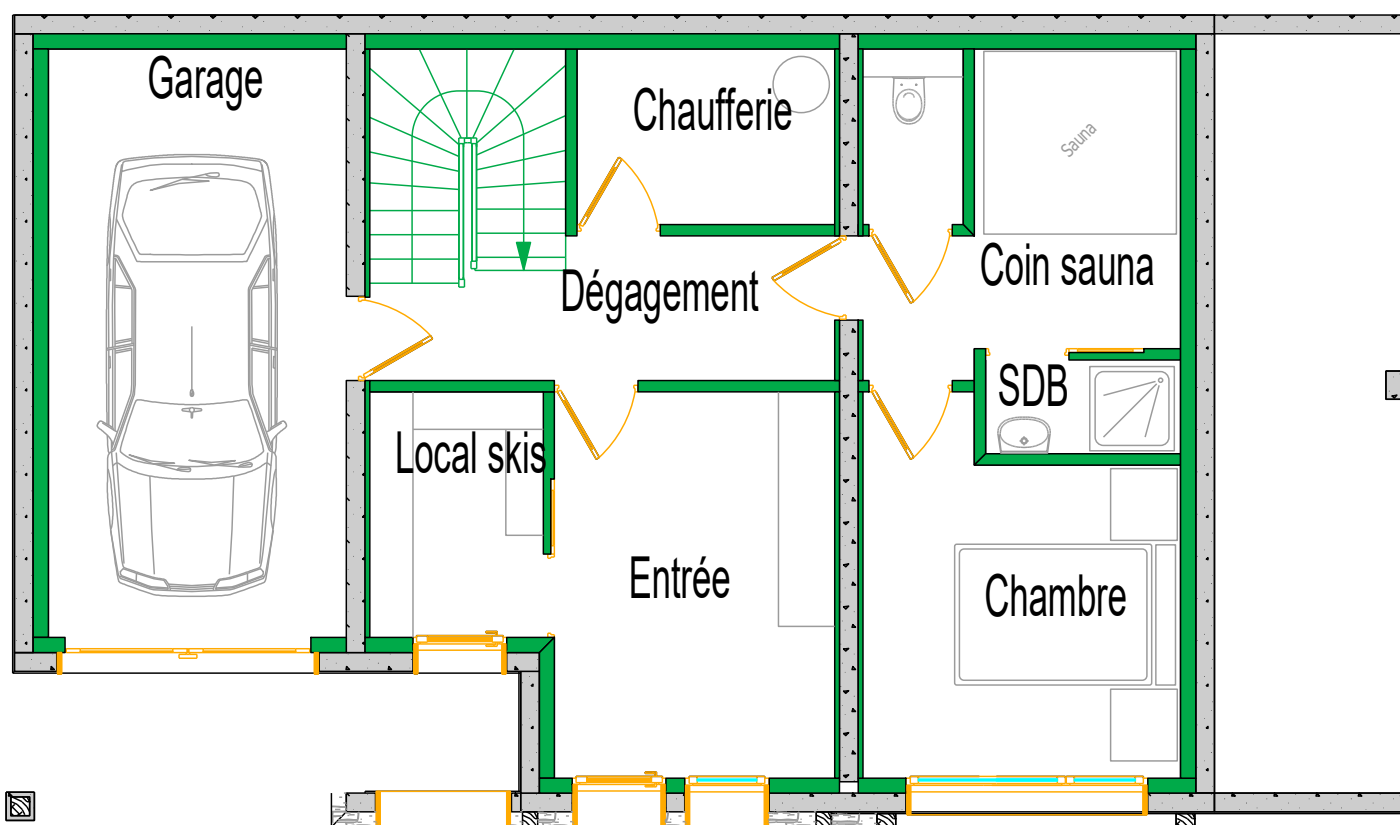 Garage
Chaufferie
Sauna
Dégagement
Coin sauna
SDB
Local skis
Entrée
Chambre